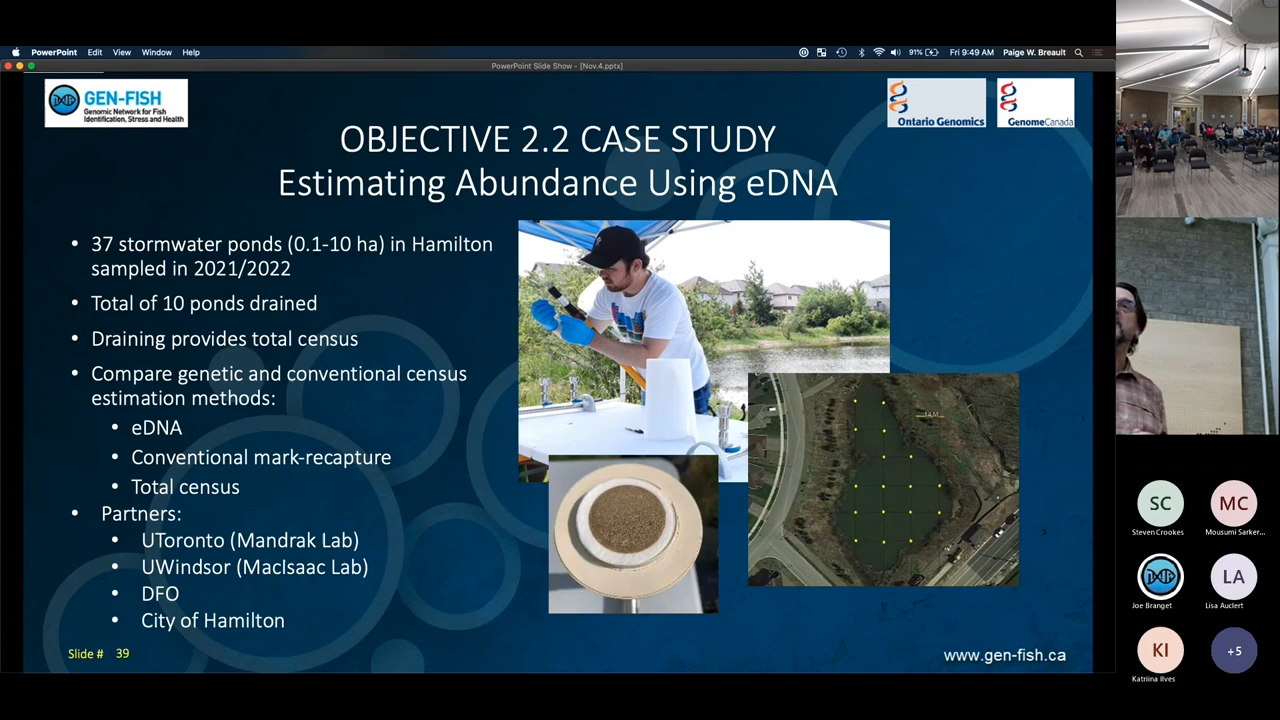 PowerPoint Edit View Window Help
91% Fri 9:49 AM Paige W. Breault
PowerPoint Slide Show - [Nov.4.pptx]
GEN-FISH
Genomic Network for Fish
Identification, Stress and Health
Ontario Genomics
GenomeCanada
OBJECTIVE 2.2 CASE STUDY
Estimating Abundance Using eDNA
• 37 stormwater ponds (0.1-10 ha) in Hamilton
sampled in 2021/2022
• Total of 10 ponds drained
• Draining provides total census
• Compare genetic and conventional census
estimation methods:
• eDNA
• Conventional mark-recapture
• Total census
• Partners:
• UToronto (Mandrak Lab)
• UWindsor (MacIsaac Lab)
• DFO
• City of Hamilton
Slide # 39
www.gen-fish.ca
SC
Steven Crookes
MC
Mousumi Sarker...
Joe Branget
LA
Lisa Auclert
KI
Katriina Ilves
+5